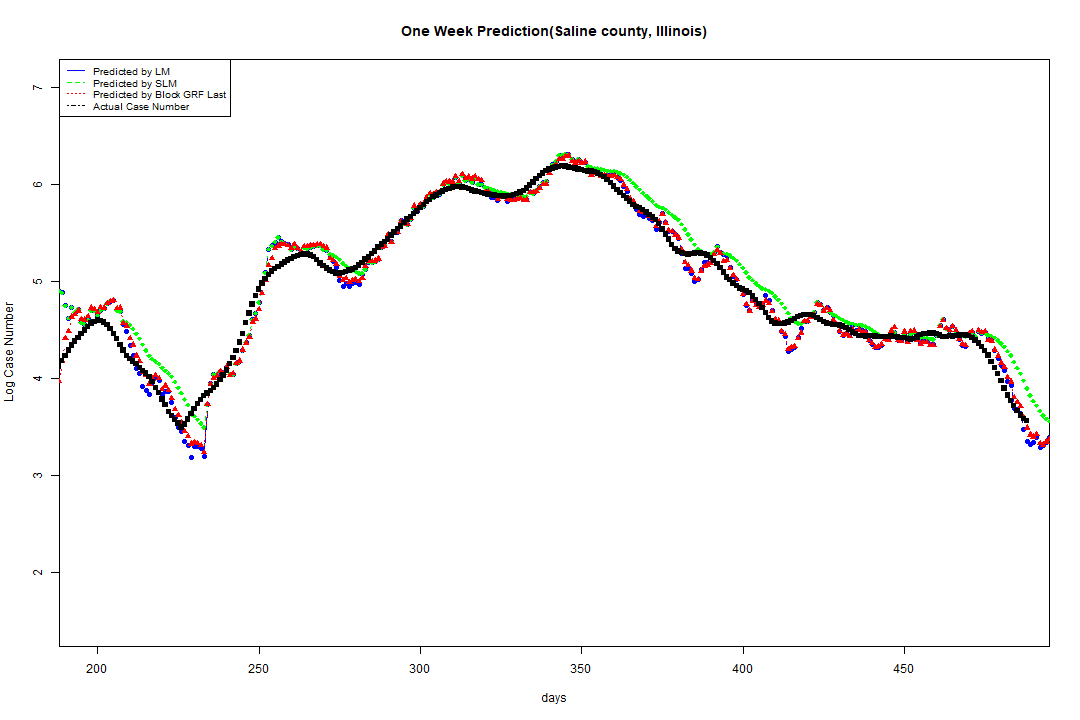 One Week Prediction(Saline county, Illinois)
Predicted by LM
Predicted by SLM
Predicted by Block GRF Last
Actual Case Number
Log Case Number
7
6
5
4
3
2
200 250 300 350 400 450
days